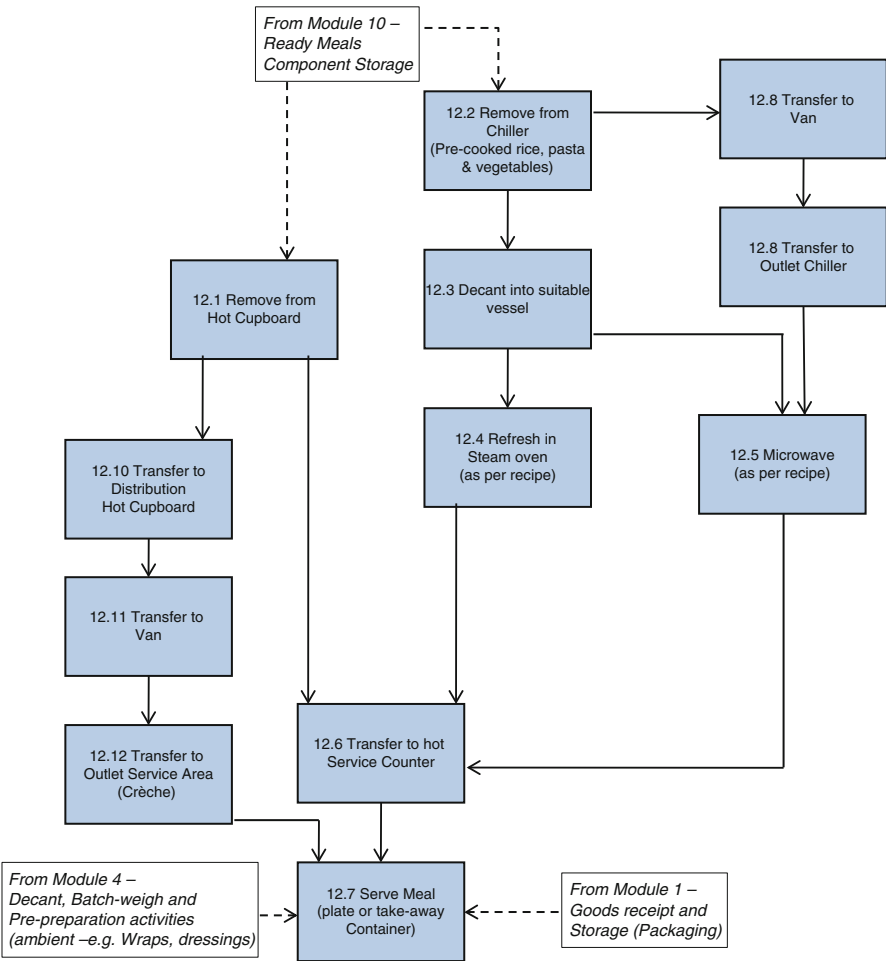 From Module 10 –
Ready Meals
Component Storage
12.2 Remove from
Chiller
(Pre-cooked rice, pasta
& vegetables)
12.8 Transfer to
Van
12.8 Transfer to
Outlet Chiller
12.1 Remove from
Hot Cupboard
12.3 Decant into suitable
vessel
12.4 Refresh in
Steam oven
(as per recipe)
12.5 Microwave
(as per recipe)
12.10 Transfer to
Distribution
Hot Cupboard
12.11 Transfer to
Van
12.12 Transfer to
Outlet Service Area
(Crèche)
12.6 Transfer to hot
Service Counter
From Module 4 –
Decant, Batch-weigh and
Pre-preparation activities
(ambient –e.g. Wraps, dressings)
12.7 Serve Meal
(plate or take-away
Container)
From Module 1 –
Goods receipt and
Storage (Packaging)